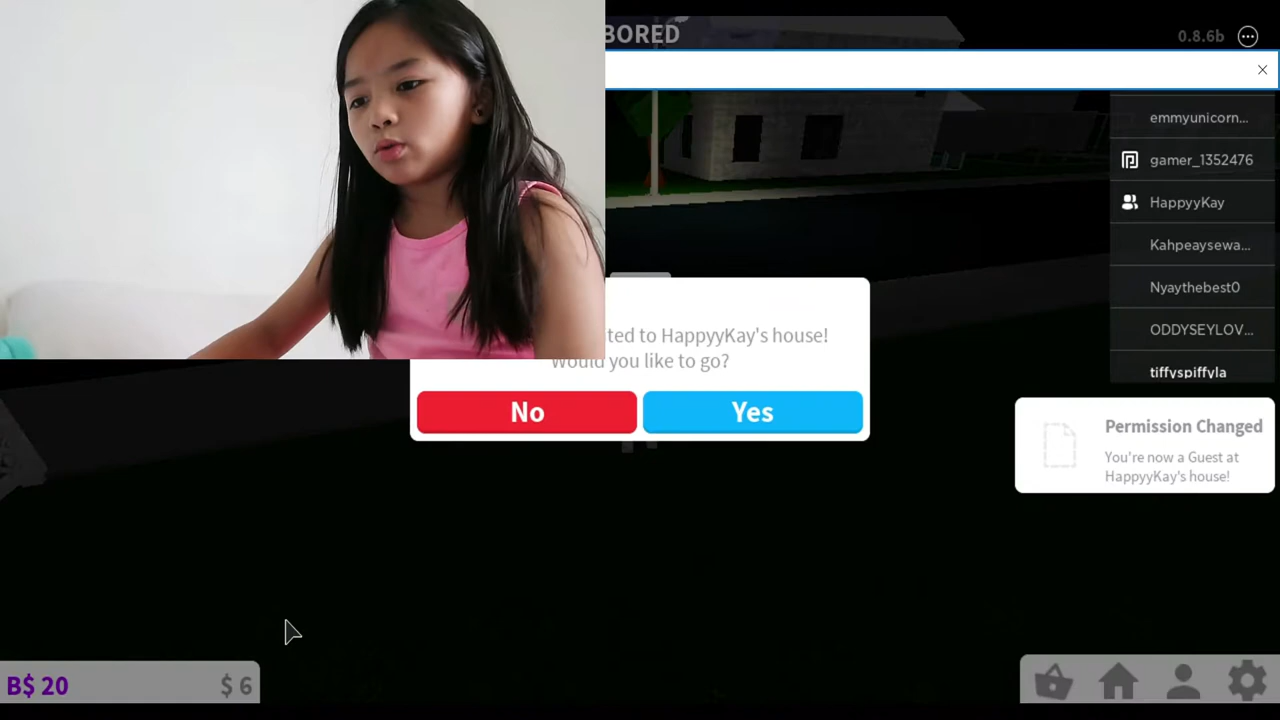 BORED
0.8.6b
emmyunicorn...
gamer_1352476
HappyyKay
Kahpeaysewa...
Nyaythebest0
ODDYSEYLOV...
tiffyspiffyla
ted to HappyyKay's house!
Would you like to go?
No
Yes
Permission Changed
You're now a Guest at
HappyyKay's house!
B$ 20
$ 6